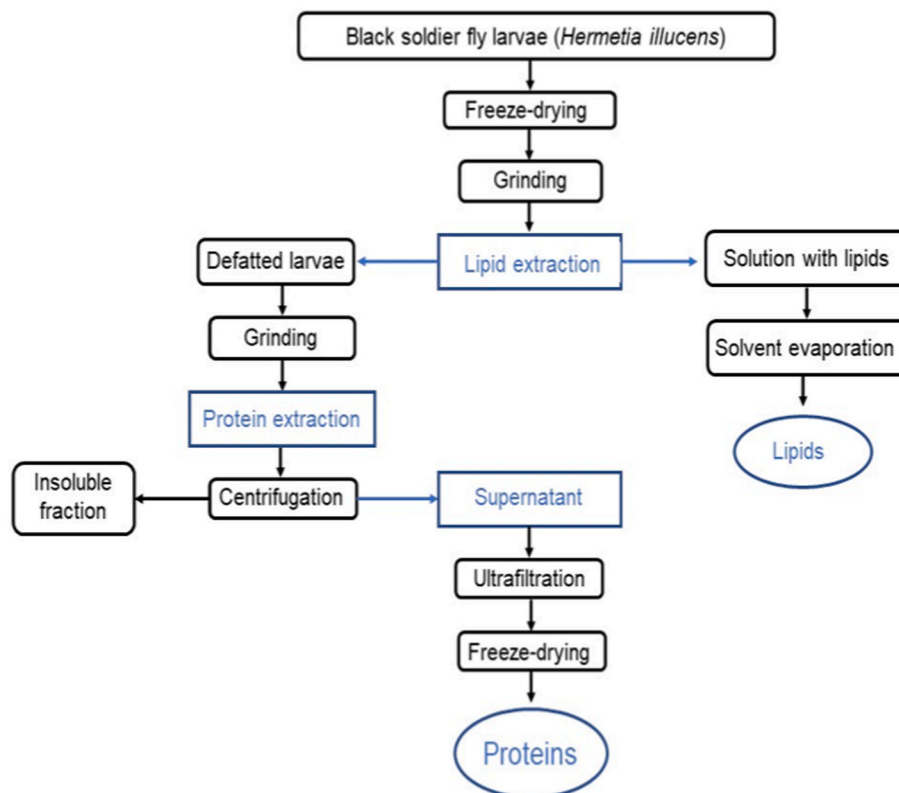 Black soldier fly larvae (Hermetia illucens)
Freeze-drying
Grinding
Defatted larvae
Lipid extraction
Solution with lipids
Grinding
Solvent evaporation
Protein extraction
Lipids
Insoluble
fraction
Centrifugation
Supernatant
Ultrafiltration
Freeze-drying
Proteins